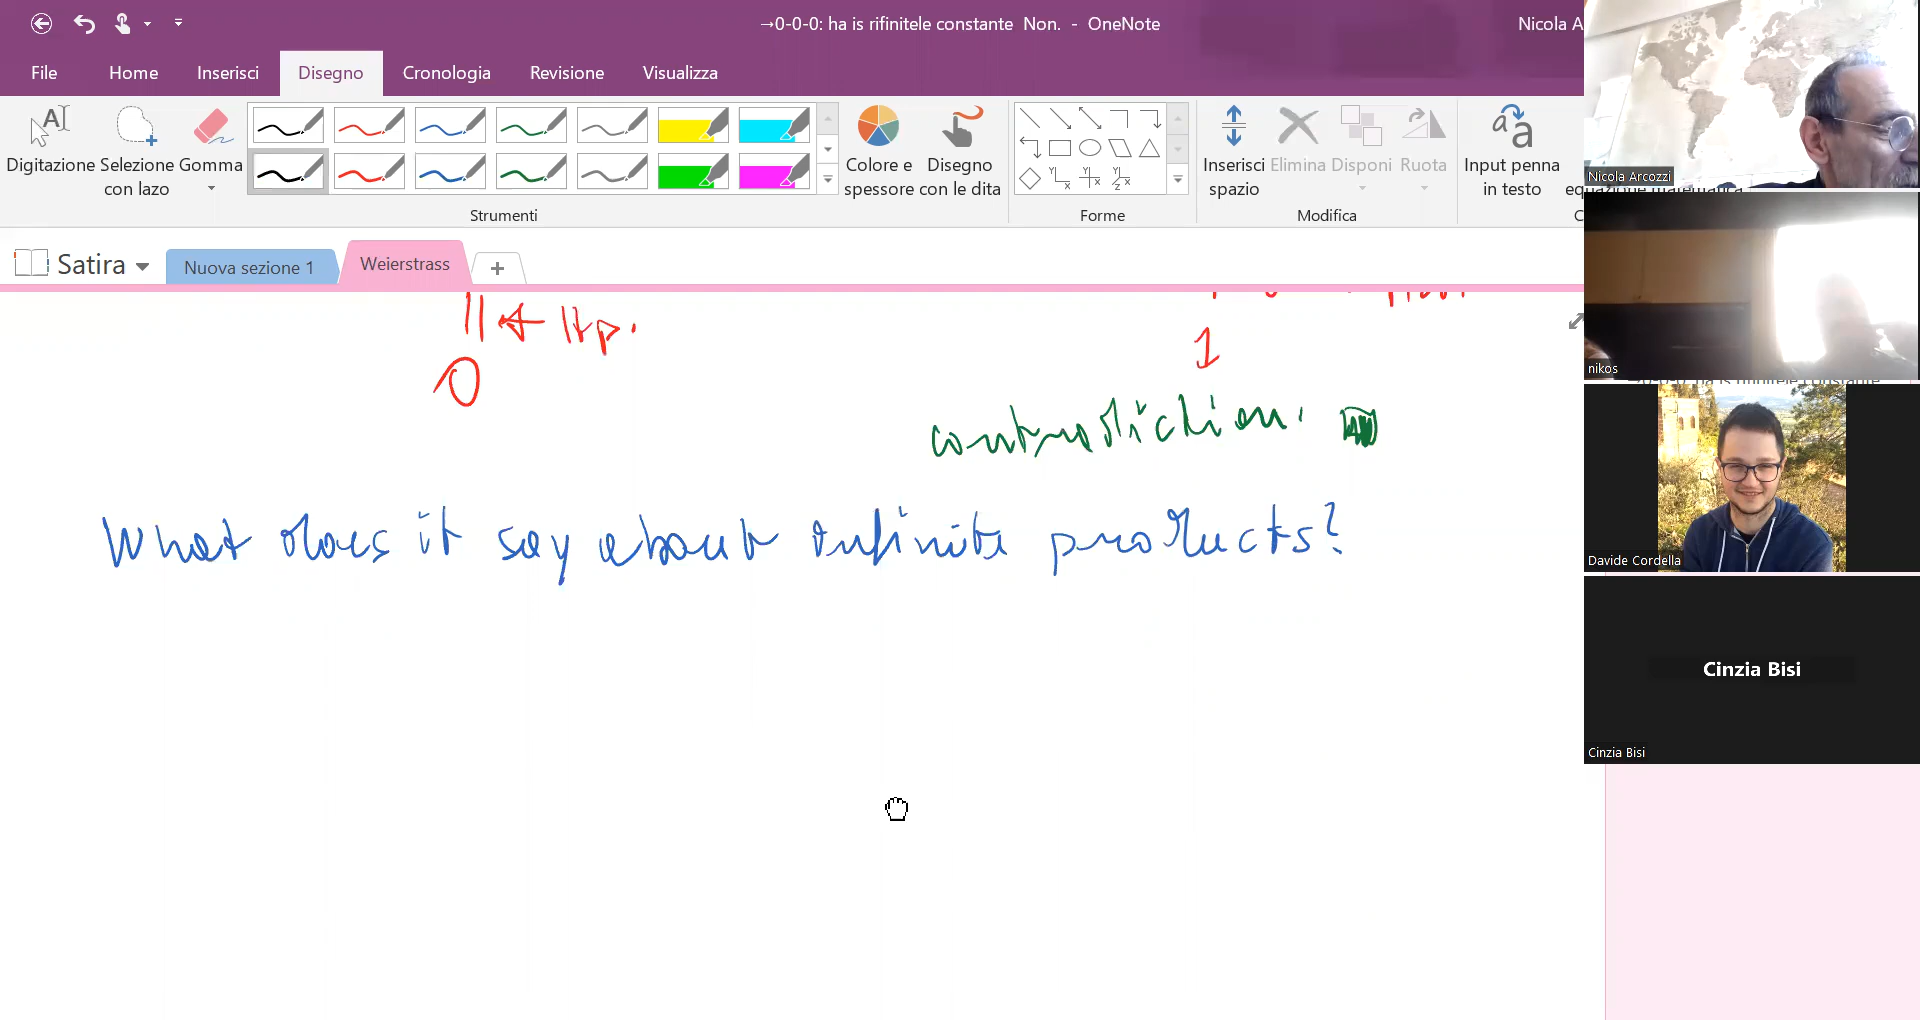 →0-0-0: ha is rifinitele constante Non. - OneNote
Nicola A
File Home Inserisci Disegno Cronologia Revisione Visualizza
Digitazione
Selezione con lazo
Gomma
Colore e spessore
Disegno con le dita
Inserisci spazio
Elimina
Disponi
Ruota
Input penna in testo
Strumenti
Forme
Modifica
Satira
Nuova sezione 1
Weierstrass
+
Hp.
0
1
contradiction.
What does it say about infinite products?
Nicola Arcozzi
nikos
Davide Cordella
Cinzia Bisi
Cinzia Bisi